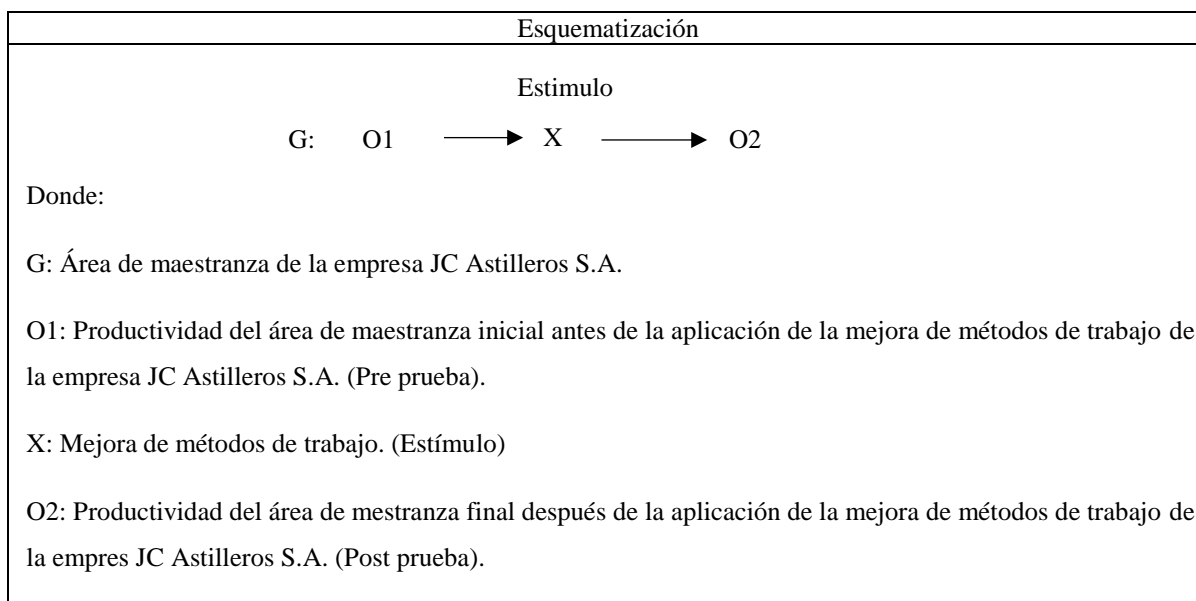 Esquematización
Estimulo
G: O1 X O2
Donde:
G: Área de maestranza de la empresa JC Astilleros S.A.
O1: Productividad del área de maestranza inicial antes de la aplicación de la mejora de métodos de trabajo de
la empresa JC Astilleros S.A. (Pre prueba).
X: Mejora de métodos de trabajo. (Estímulo)
O2: Productividad del área de mestranza final después de la aplicación de la mejora de métodos de trabajo de
la empres JC Astilleros S.A. (Post prueba).